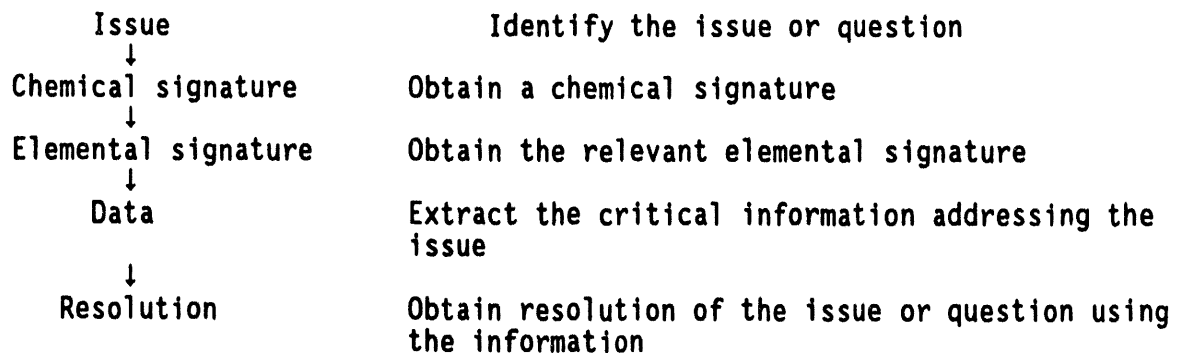 Issue Identify the issue or question
↓
Chemical signature Obtain a chemical signature
↓
Elemental signature Obtain the relevant elemental signature
↓
Data Extract the critical information addressing the
issue
↓
Resolution Obtain resolution of the issue or question using
the information